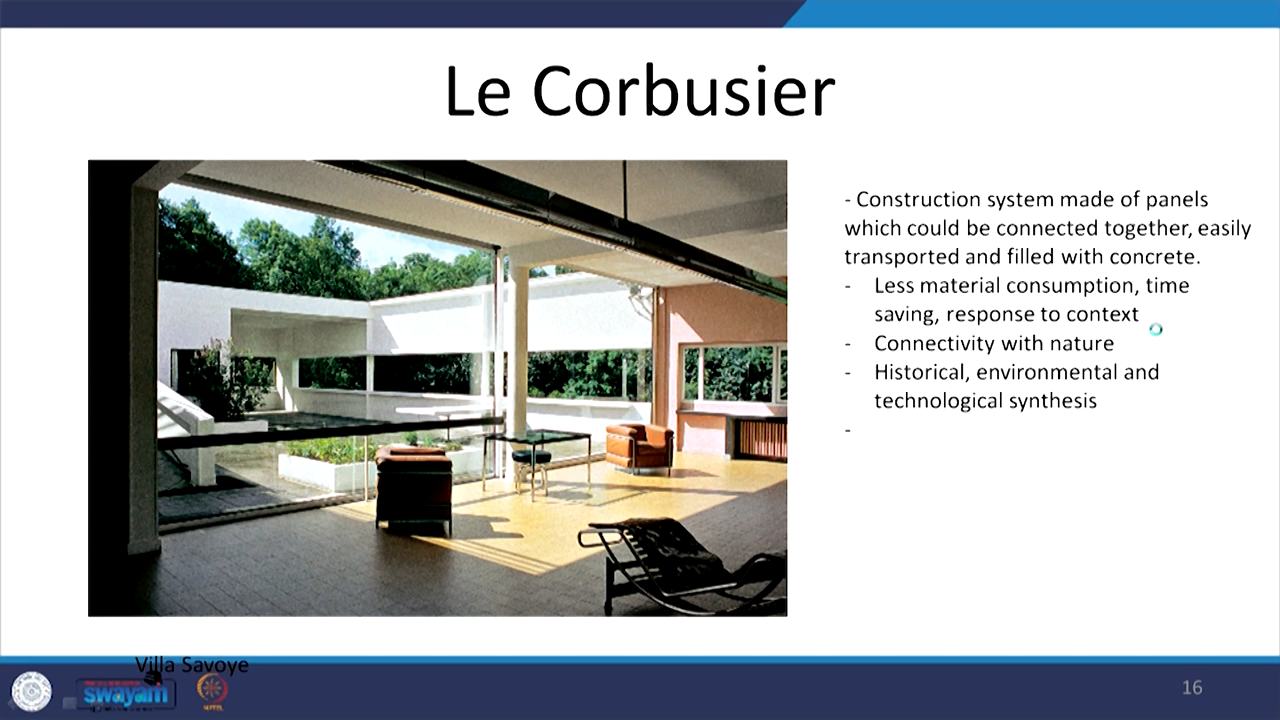 Le Corbusier
- Construction system made of panels
which could be connected together, easily
transported and filled with concrete.
- Less material consumption, time
saving, response to context
- Connectivity with nature
- Historical, environmental and
technological synthesis
-
Villa Savoye
swayam
16